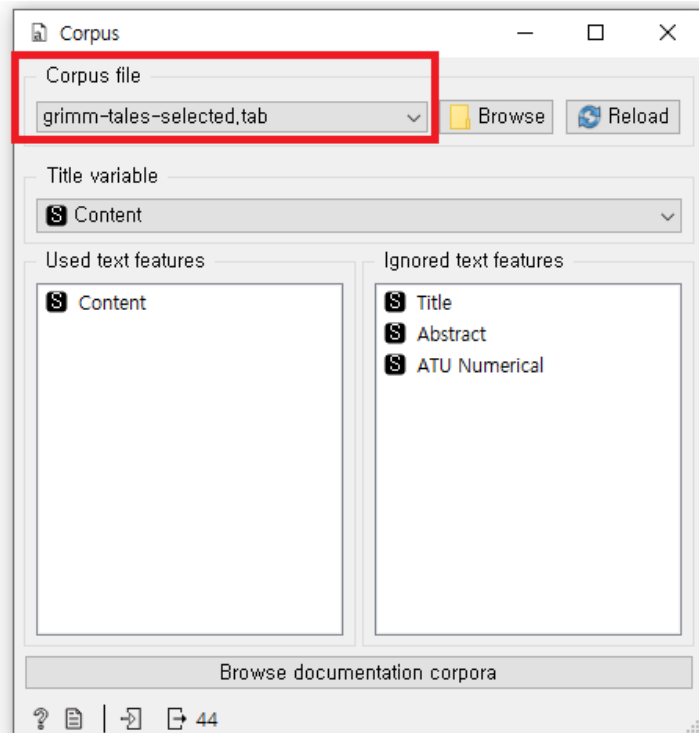 Corpus
Corpus file
grimm-tales-selected.tab
Browse
Reload
Title variable
S Content
Used text features
Ignored text features
S Content
S Title
S Abstract
S ATU Numerical
Browse documentation corpora
? 44